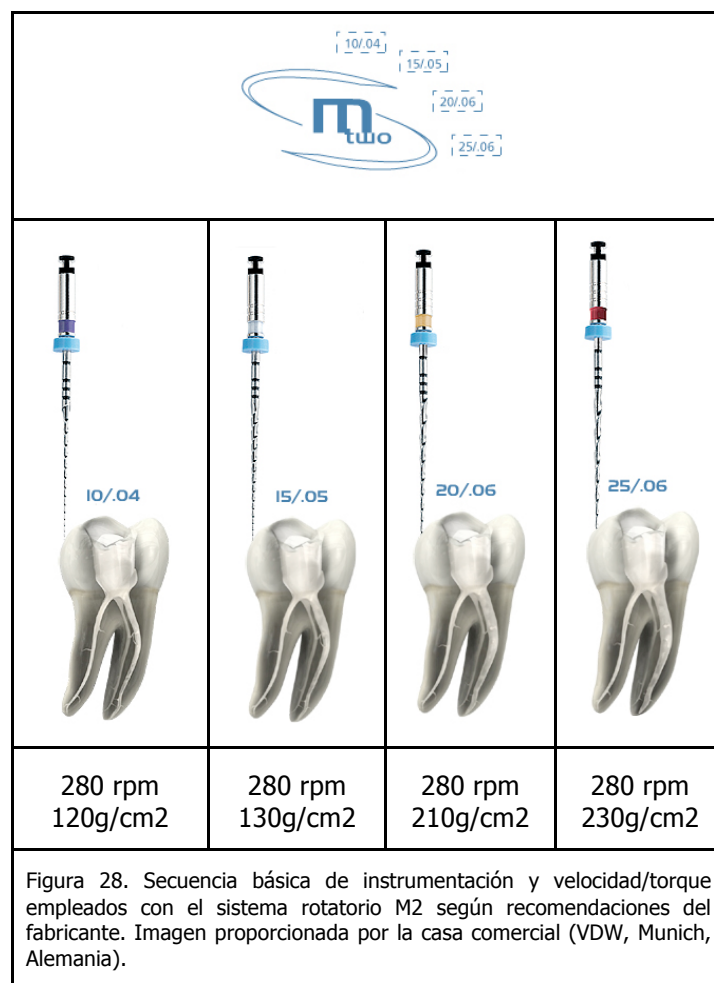 10/.04
15/.05
20/.06
25/.06
m
two
10/.04
15/.05
20/.06
25/.06
280 rpm
120g/cm2
280 rpm
130g/cm2
280 rpm
210g/cm2
280 rpm
230g/cm2
Figura 28. Secuencia básica de instrumentación y velocidad/torque
empleados con el sistema rotatorio M2 según recomendaciones del
fabricante. Imagen proporcionada por la casa comercial (VDW, Munich,
Alemania).